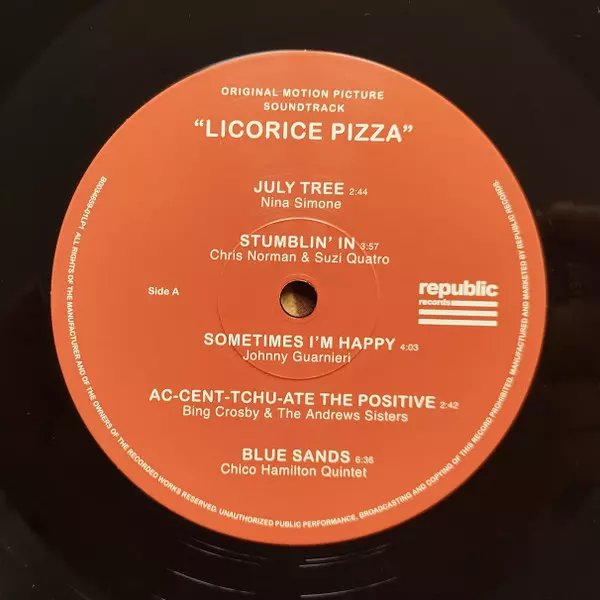 ORIGINAL MOTION PICTURE
SOUNDTRACK
“LICORICE PIZZA”
JULY TREE 2:44
Nina Simone
STUMBLIN’ IN 3:57
Chris Norman & Suzi Quatro
Side A
republic
records
SOMETIMES I’M HAPPY 4:03
Johnny Guarnieri
AC-CENT-TCHU-ATE THE POSITIVE 2:42
Bing Crosby & The Andrews Sisters
BLUE SANDS 6:36
Chico Hamilton Quintet
B0034659-01LP1 ALL RIGHTS OF THE MANUFACTURER AND OF THE OWNERS OF THE RECORDED WORKS RESERVED. UNAUTHORIZED PUBLIC PERFORMANCE, BROADCASTING AND COPYING OF THIS RECORD PROHIBITED. MANUFACTURED AND MARKETED BY REPUBLIC RECORDS.